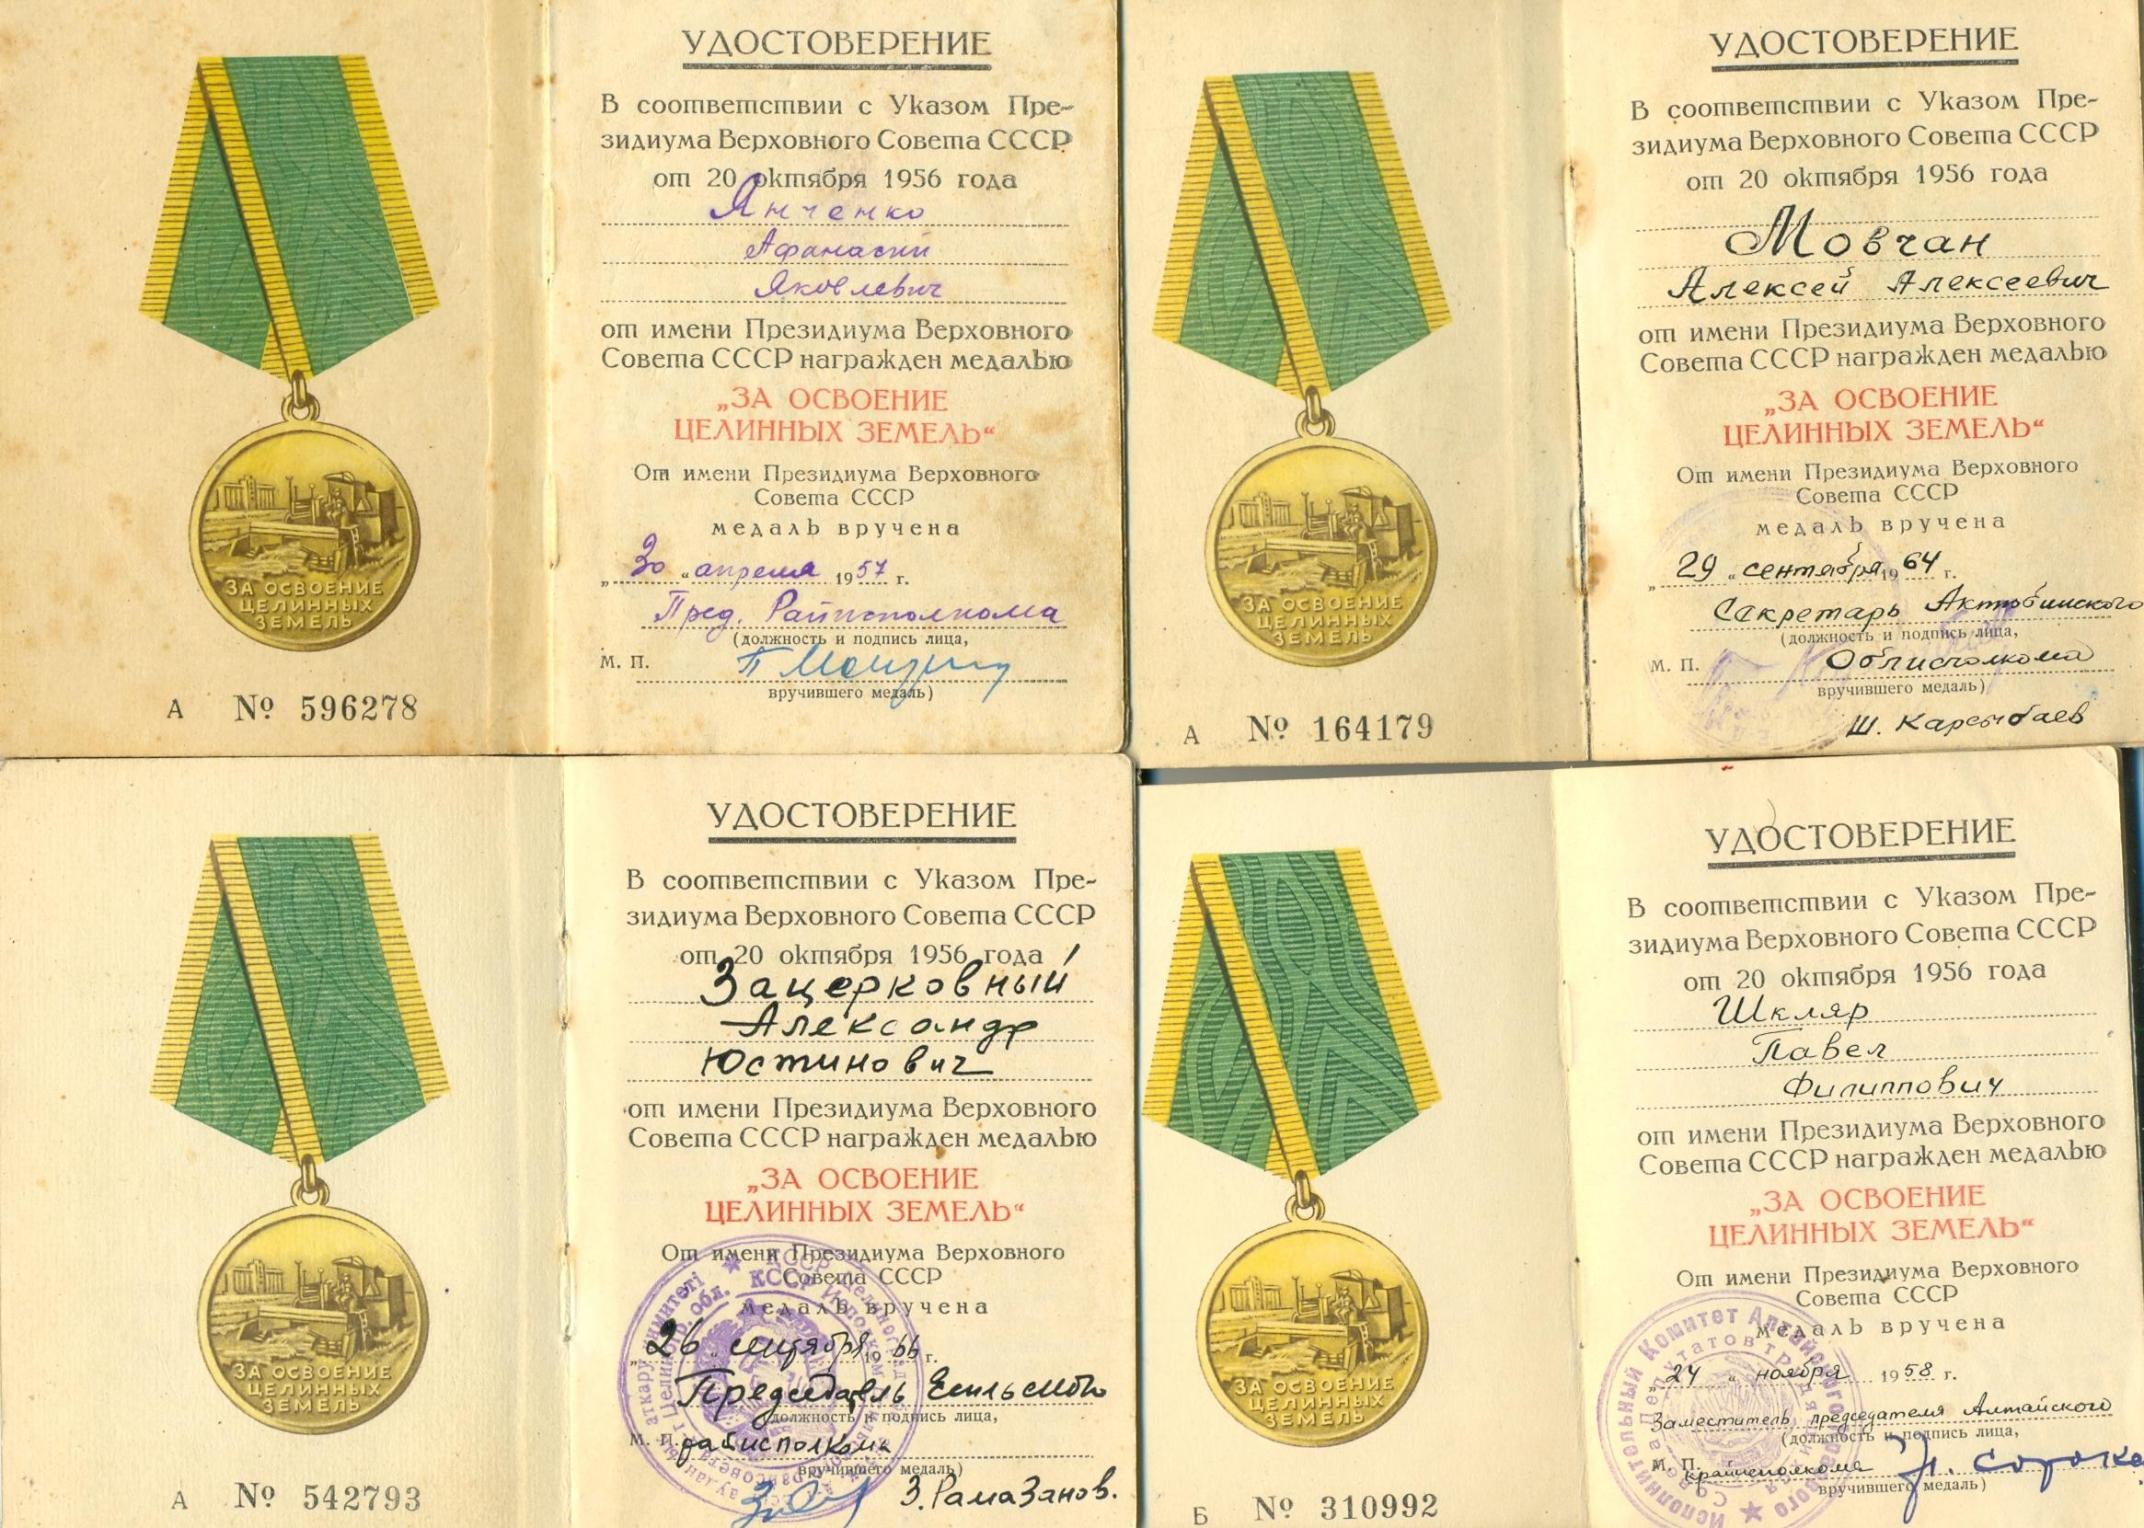 УДОСТОВЕРЕНИЕ
В соответствии с Указом Пре-
зидиума Верховного Совета СССР
от 20 октября 1956 года
Янченко
Афанасий
Яковлевич
от имени Президиума Верховного
Совета СССР награжден медалью
„ЗА ОСВОЕНИЕ
ЦЕЛИННЫХ ЗЕМЕЛЬ“
От имени Президиума Верховного
Совета СССР
медаль вручена
„30“ апреля 1957 г.
Пред. Райисполкома
(должность и подпись лица,
М. П.
вручившего медаль)
ЗА ОСВОЕНИЕ
ЦЕЛИННЫХ
ЗЕМЕЛЬ
А № 596278
УДОСТОВЕРЕНИЕ
В соответствии с Указом Пре-
зидиума Верховного Совета СССР
от 20 октября 1956 года
Мовчан
Алексей Алексеевич
от имени Президиума Верховного
Совета СССР награжден медалью
„ЗА ОСВОЕНИЕ
ЦЕЛИННЫХ ЗЕМЕЛЬ“
От имени Президиума Верховного
Совета СССР
медаль вручена
„29“ сентября 1964 г.
Секретарь Актюбинского
(должность и подпись лица,
М. П. Облисполкома
вручившего медаль)
Ш. Карсыбаев
ЗА ОСВОЕНИЕ
ЦЕЛИННЫХ
ЗЕМЕЛЬ
А № 164179
УДОСТОВЕРЕНИЕ
В соответствии с Указом Пре-
зидиума Верховного Совета СССР
от 20 октября 1956 года
Зацерковный
Александр
Юстинович
от имени Президиума Верховного
Совета СССР награжден медалью
„ЗА ОСВОЕНИЕ
ЦЕЛИННЫХ ЗЕМЕЛЬ“
От имени Президиума Верховного
Совета СССР
медаль вручена
„26“ сентября 1966 г.
Председатель Есильского
(должность и подпись лица,
М. П. райисполкома
вручившего медаль)
З. Рамазанов.
ЗА ОСВОЕНИЕ
ЦЕЛИННЫХ
ЗЕМЕЛЬ
А № 542793
УДОСТОВЕРЕНИЕ
В соответствии с Указом Пре-
зидиума Верховного Совета СССР
от 20 октября 1956 года
Шкляр
Павел
Филиппович
от имени Президиума Верховного
Совета СССР награжден медалью
„ЗА ОСВОЕНИЕ
ЦЕЛИННЫХ ЗЕМЕЛЬ“
От имени Президиума Верховного
Совета СССР
медаль вручена
„24“ ноября 1958 г.
Заместитель председателя Алтайского
(должность и подпись лица,
М. П. крайисполкома
вручившего медаль)
Исполнительный Комитет Алтайского Краевого
Совета Депутатов Трудящихся
ЗА ОСВОЕНИЕ
ЦЕЛИННЫХ
ЗЕМЕЛЬ
Б № 310992